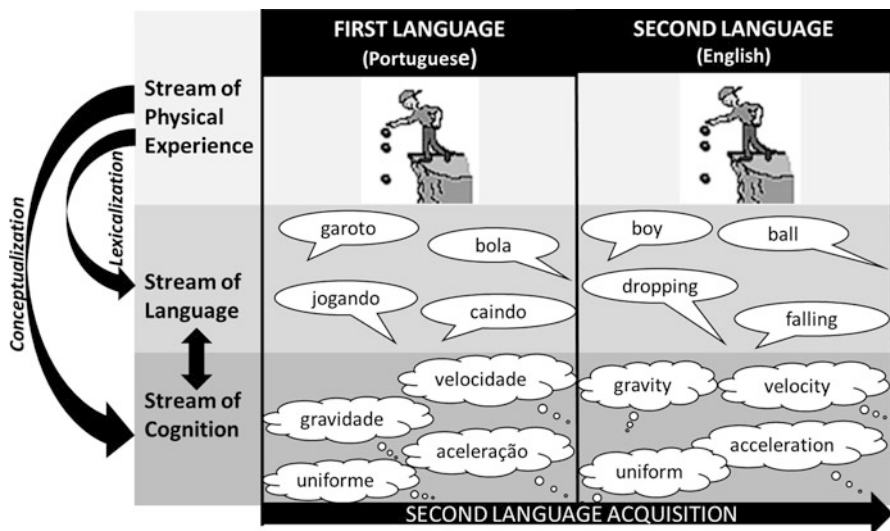 FIRST LANGUAGE
(Portuguese)
SECOND LANGUAGE
(English)
Stream of
Physical
Experience
Lexicalization
Conceptualization
garoto
bola
boy
ball
Stream of
Language
jogando
caindo
dropping
falling
Stream of
Cognition
velocidade
gravidade
aceleração
uniforme
gravity
velocity
acceleration
uniform
SECOND LANGUAGE ACQUISITION